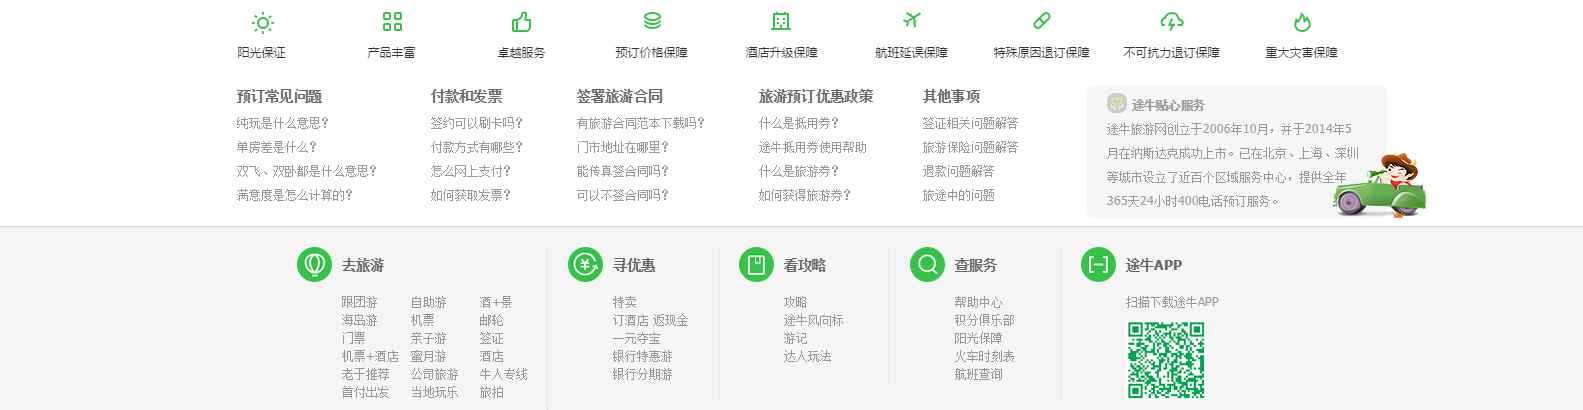 阳光保证 产品丰富 卓越服务 预订价格保障 酒店升级保障 航班延误保障 特殊原因退订保障 不可抗力退订保障 重大灾害保障
预订常见问题
纯玩是什么意思？
单房差是什么？
双飞、双卧都是什么意思？
满意度是怎么计算的？
付款和发票
签约可以刷卡吗？
付款方式有哪些？
怎么网上支付？
如何获取发票？
签署旅游合同
有旅游合同范本下载吗？
门市地址在哪里？
能传真签合同吗？
可以不签合同吗？
旅游预订优惠政策
什么是抵用券？
途牛抵用券使用帮助
什么是旅游券？
如何获得旅游券？
其他事项
签证相关问题解答
旅游保险问题解答
退款问题解答
旅途中的问题
途牛贴心服务
途牛旅游网创立于2006年10月，并于2014年5
月在纳斯达克成功上市。已在北京、上海、深圳
等城市设立了近百个区域服务中心，提供全年
365天24小时400电话预订服务。
去旅游
跟团游 自助游 酒+景
海岛游 机票 邮轮
门票 亲子游 签证
机票+酒店 蜜月游 酒店
老于推荐 公司旅游 牛人专线
首付出发 当地玩乐 旅拍
寻优惠
特卖
订酒店 返现金
一元夺宝
银行特惠游
银行分期游
看攻略
攻略
途牛风向标
游记
达人玩法
查服务
帮助中心
积分俱乐部
阳光保障
火车时刻表
航班查询
途牛APP
扫描下载途牛APP